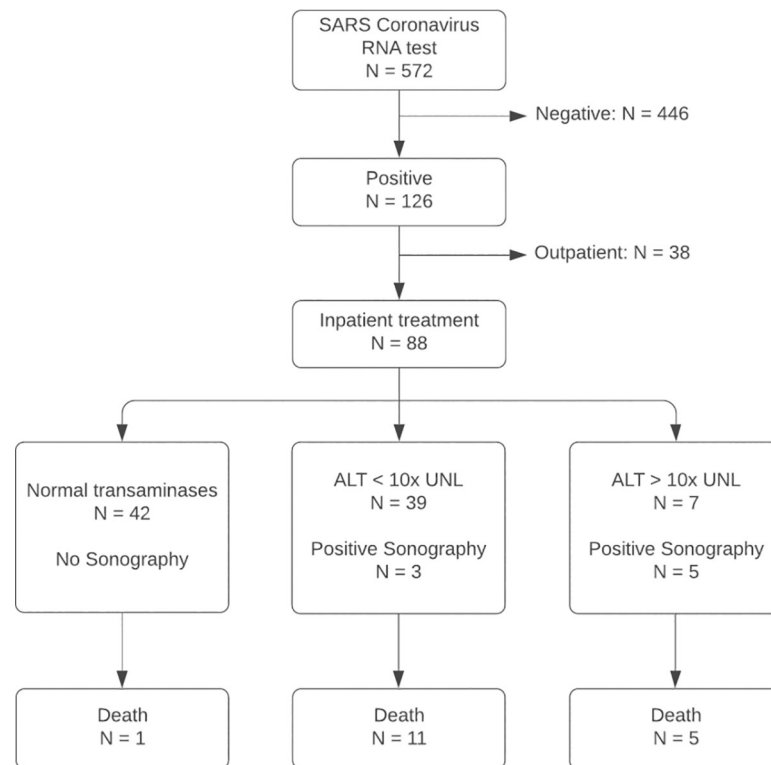 SARS Coronavirus
RNA test
N = 572
Negative: N = 446
Positive
N = 126
Outpatient: N = 38
Inpatient treatment
N = 88
Normal transaminases
N = 42
No Sonography
ALT < 10x UNL
N = 39
Positive Sonography
N = 3
ALT > 10x UNL
N = 7
Positive Sonography
N = 5
Death
N = 1
Death
N = 11
Death
N = 5